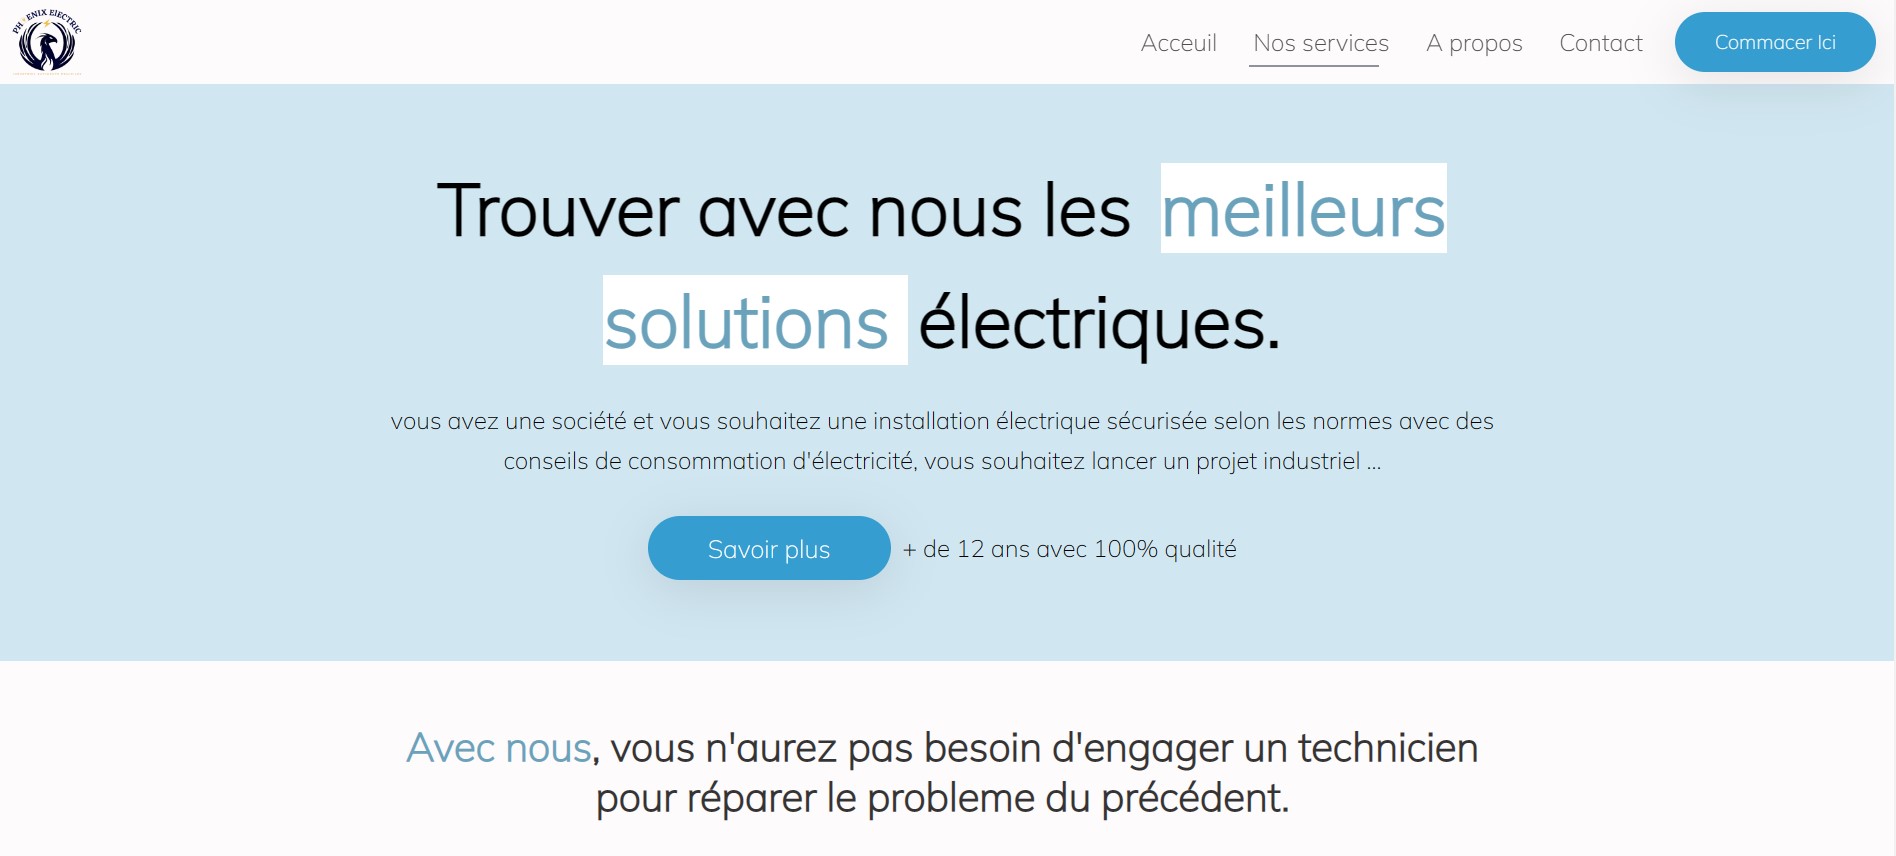 PHOENIX ElECTRIC
Acceuil Nos services A propos Contact Commacer Ici
Trouver avec nous les meilleurs
solutions électriques.
vous avez une société et vous souhaitez une installation électrique sécurisée selon les normes avec des
conseils de consommation d'électricité, vous souhaitez lancer un projet industriel ...
Savoir plus + de 12 ans avec 100% qualité
Avec nous, vous n'aurez pas besoin d'engager un technicien
pour réparer le probleme du précédent.